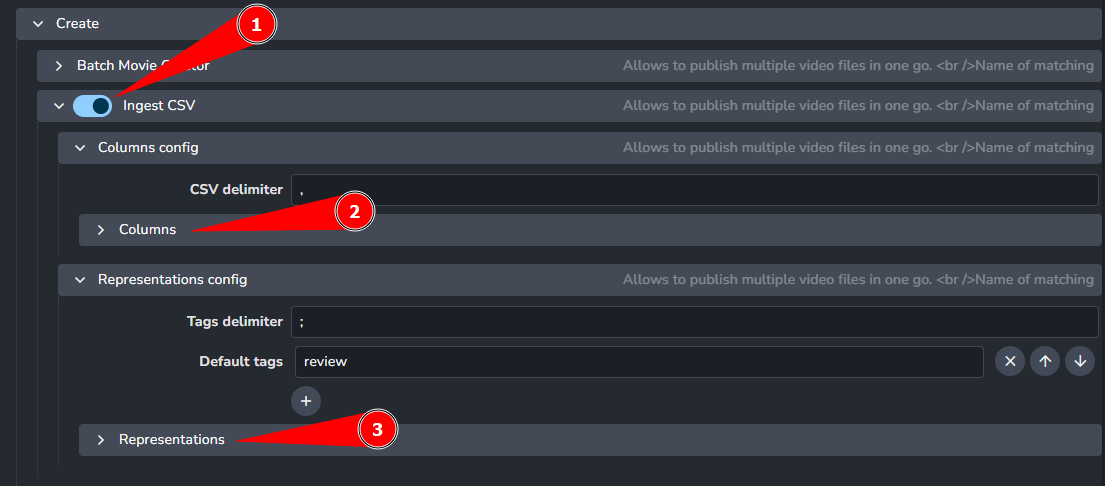 Create
1
Batch Movie Creator Allows to publish multiple video files in one go. <br />Name of matching
Ingest CSV Allows to publish multiple video files in one go. <br />Name of matching
Columns config Allows to publish multiple video files in one go. <br />Name of matching
CSV delimiter ,
2
Columns
Representations config Allows to publish multiple video files in one go. <br />Name of matching
Tags delimiter ;
Default tags review
+
3
Representations